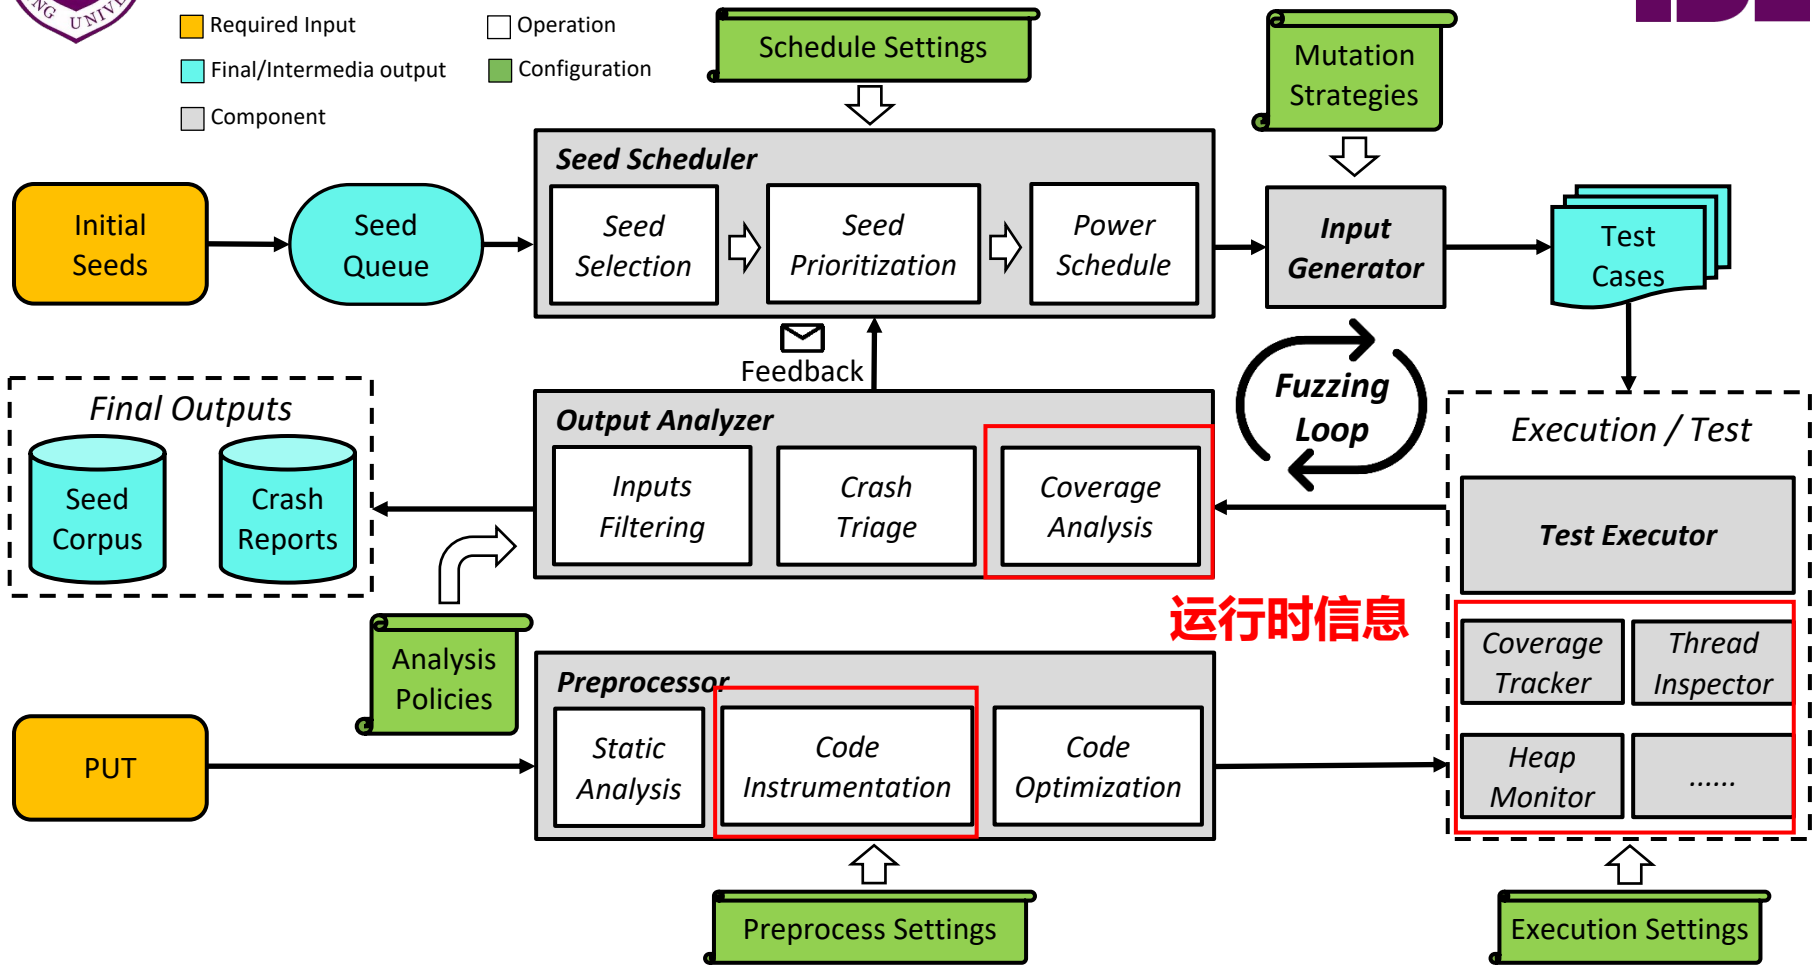 NG UNIV
Required Input
Operation
Final/Intermedia output
Configuration
Component
Schedule Settings
Mutation
Strategies
Seed Scheduler
Initial
Seeds
Seed
Queue
Seed
Selection
Seed
Prioritization
Power
Schedule
Input
Generator
Test
Cases
Feedback
Fuzzing
Loop
Final Outputs
Seed
Corpus
Crash
Reports
Output Analyzer
Inputs
Filtering
Crash
Triage
Coverage
Analysis
Execution / Test
Test Executor
运行时信息
Coverage
Tracker
Thread
Inspector
Heap
Monitor
......
Analysis
Policies
Preprocessor
PUT
Static
Analysis
Code
Instrumentation
Code
Optimization
Preprocess Settings
Execution Settings